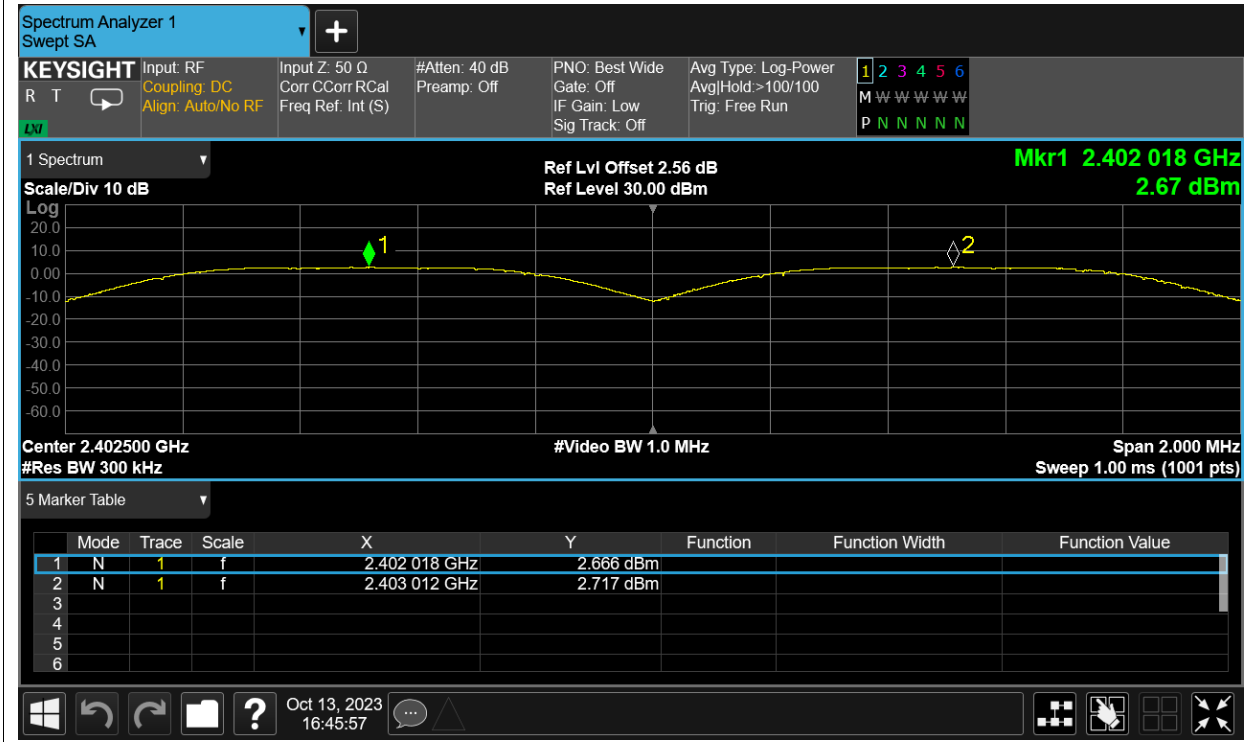 Spectrum Analyzer 1
Swept SA
KEYSIGHT
R T
LXI
Input: RF
Coupling: DC
Align: Auto/No RF
Input Z: 50 Ω
Corr CCorr RCal
Freq Ref: Int (S)
#Atten: 40 dB
Preamp: Off
PNO: Best Wide
Gate: Off
IF Gain: Low
Sig Track: Off
Avg Type: Log-Power
Avg|Hold:>100/100
Trig: Free Run
1 2 3 4 5 6
M W W W W W
P N N N N N
1 Spectrum
Scale/Div 10 dB
Ref Lvl Offset 2.56 dB
Ref Level 30.00 dBm
Mkr1 2.402 018 GHz
2.67 dBm
Log
20.0
10.0
0.00
-10.0
-20.0
-30.0
-40.0
-50.0
-60.0
1
2
Center 2.402500 GHz
#Video BW 1.0 MHz
Span 2.000 MHz
#Res BW 300 kHz
Sweep 1.00 ms (1001 pts)
5 Marker Table
Mode Trace Scale X Y Function Function Width Function Value
1 N 1 f 2.402 018 GHz 2.666 dBm
2 N 1 f 2.403 012 GHz 2.717 dBm
3
4
5
6
?
Oct 13, 2023
16:45:57